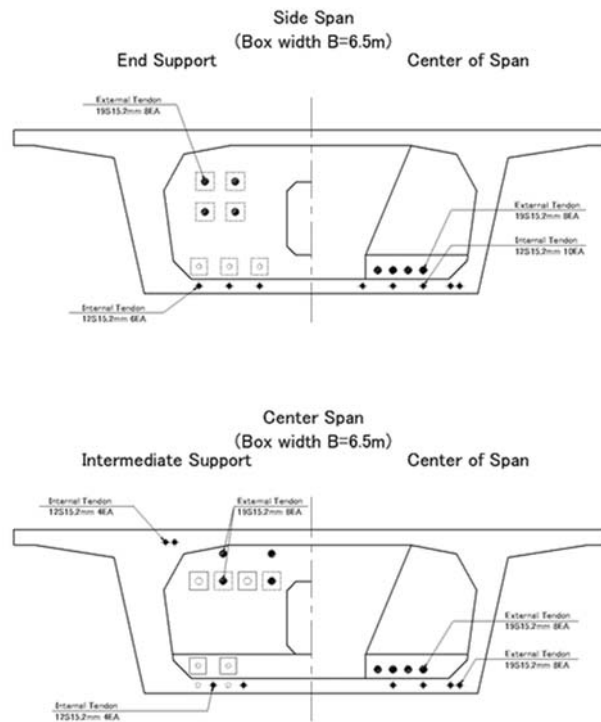 Side Span
(Box width B=6.5m)
End Support
Center of Span
External Tendon
19S15.2mm 8EA
External Tendon
19S15.2mm 8EA
Internal Tendon
12S15.2mm 10EA
Internal Tendon
12S15.2mm 6EA
Center Span
(Box width B=6.5m)
Intermediate Support
Center of Span
Internal Tendon
12S15.2mm 4EA
External Tendon
19S15.2mm 8EA
External Tendon
19S15.2mm 8EA
External Tendon
19S15.2mm 8EA
Internal Tendon
12S15.2mm 4EA